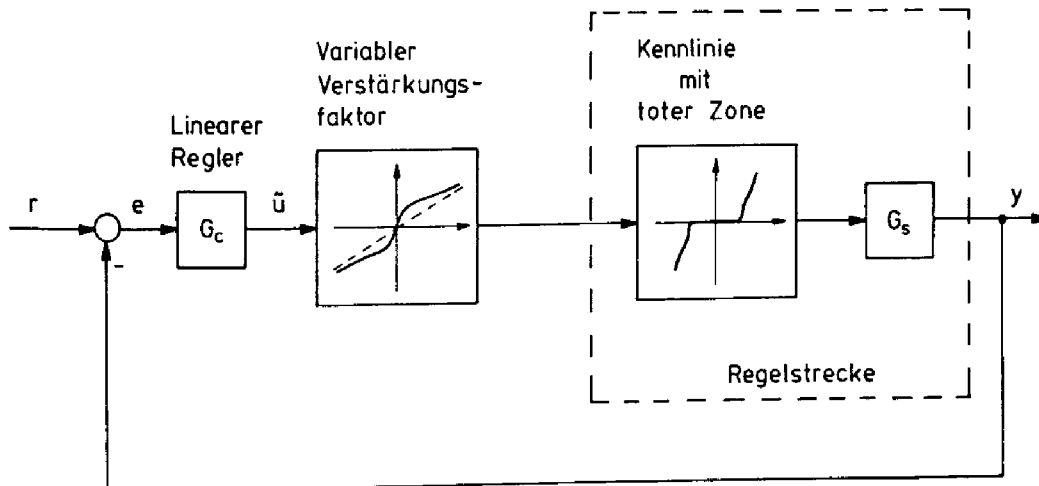 Variabler
Verstärkungs-
faktor
Kennlinie
mit
toter Zone
Linearer
Regler
r
e
G_c
ũ
G_s
y
-
Regelstrecke